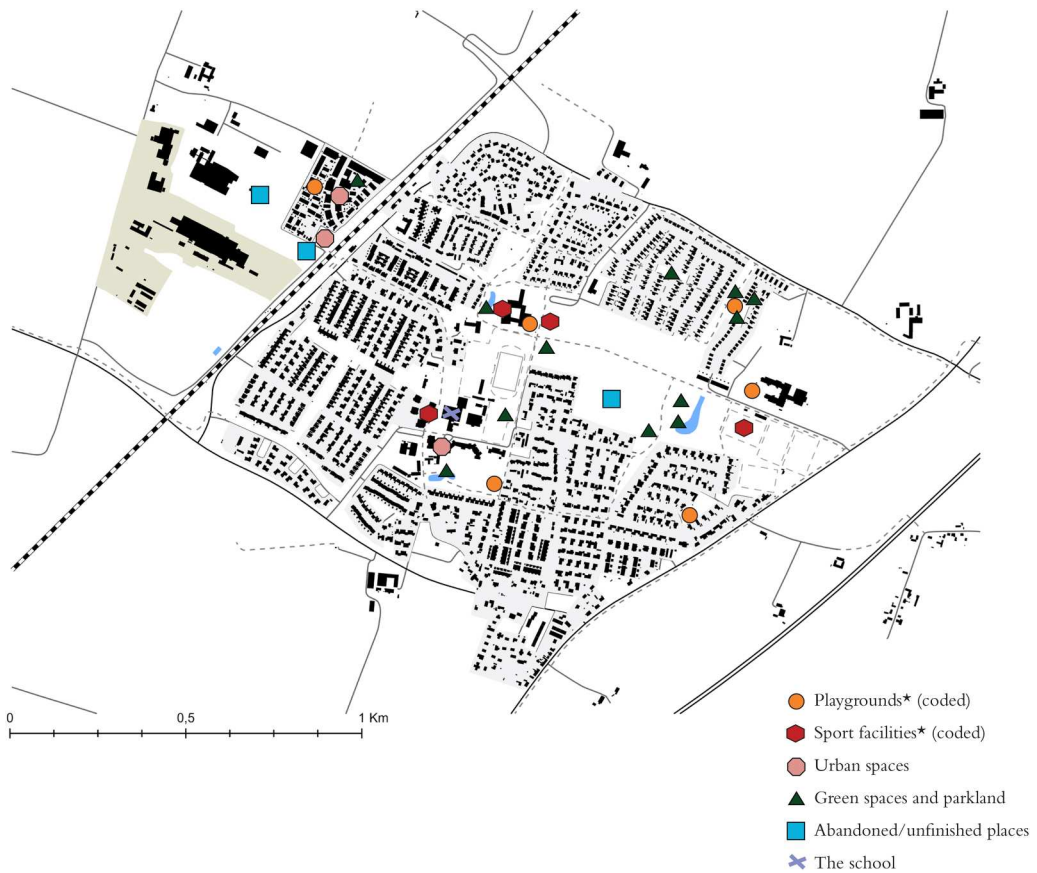 0 0,5 1 Km
Playgrounds★ (coded)
Sport facilities★ (coded)
Urban spaces
Green spaces and parkland
Abandoned/unfinished places
The school